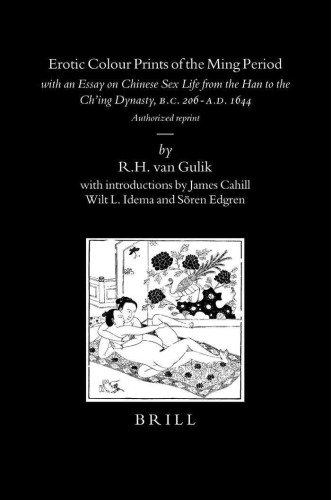 Erotic Colour Prints of the Ming Period
with an Essay on Chinese Sex Life from the Han to the
Ch'ing Dynasty, B.C. 206-A.D. 1644
Authorized reprint
by
R.H. van Gulik
with introductions by James Cahill
Wilt L. Idema and Sören Edgren
BRILL